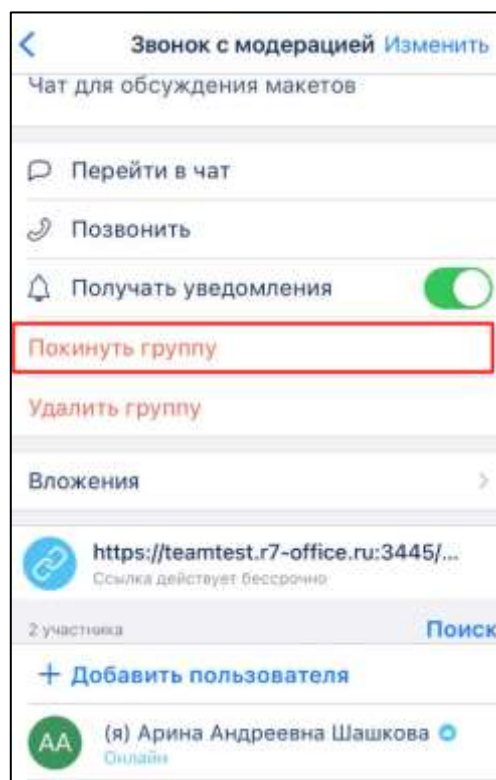 Звонок с модерацией Изменить
Чат для обсуждения макетов
Перейти в чат
Позвонить
Получать уведомления
Покинуть группу
Удалить группу
Вложения
https://teamtest.r7-office.ru:3445/...
Ссылка действует бессрочно
2 участника Поиск
+ Добавить пользователя
АА (я) Арина Андреевна Шашкова
Онлайн